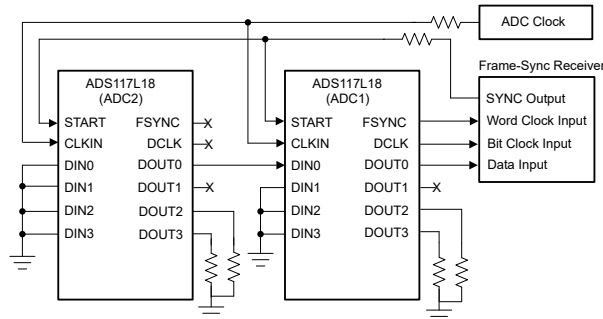 ADC Clock
Frame-Sync Receiver
SYNC Output
Word Clock Input
Bit Clock Input
Data Input
ADS117L18
(ADC2)
START FSYNC X
CLKIN DCLK X
DIN0 DOUT0
DIN1 DOUT1 X
DIN2 DOUT2
DIN3 DOUT3
ADS117L18
(ADC1)
START FSYNC
CLKIN DCLK
DIN0 DOUT0
DIN1 DOUT1 X
DIN2 DOUT2
DIN3 DOUT3